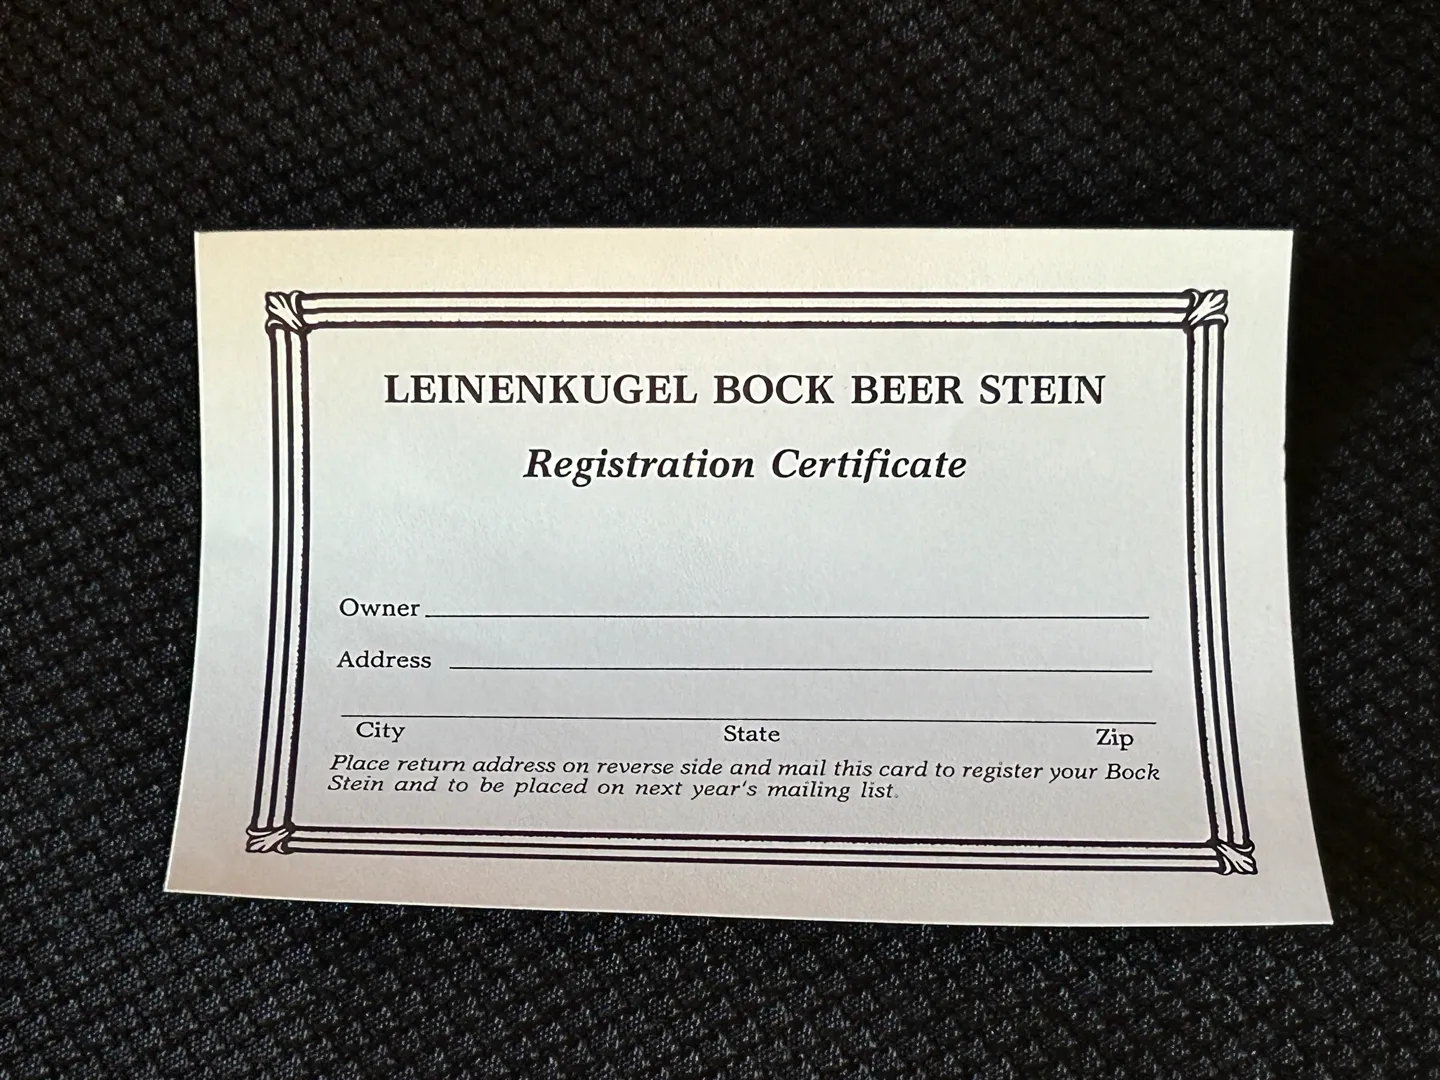 LEINENKUGEL BOCK BEER STEIN
Registration Certificate
Owner
Address
City State Zip
Place return address on reverse side and mail this card to register your Bock
Stein and to be placed on next year's mailing list.